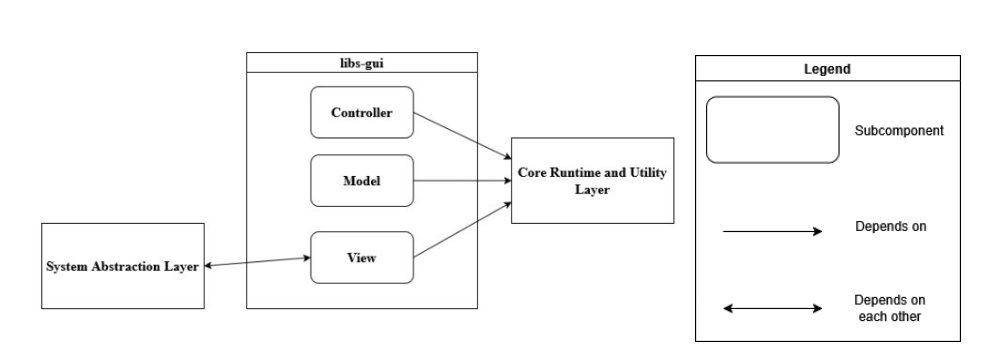 libs-gui
Controller
Model
View
System Abstraction Layer
Core Runtime and Utility
Layer
Legend
Subcomponent
Depends on
Depends on
each other